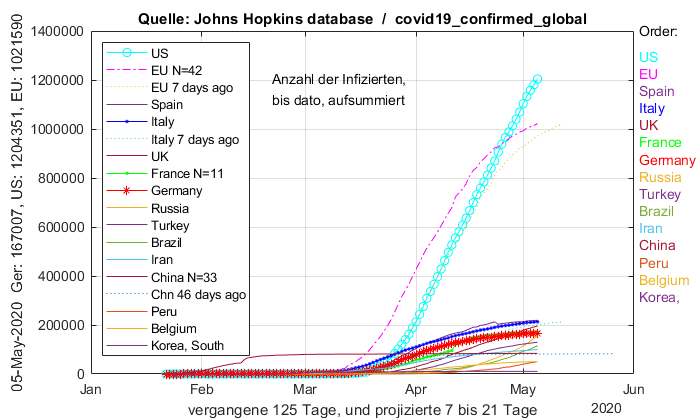 Quelle: Johns Hopkins database / covid19_confirmed_global
05-May-2020 Ger: 167007, US: 1204351, EU: 1021590
1400000
1200000
1000000
800000
600000
400000
200000
0
US
EU N=42
EU 7 days ago
Spain
Italy
Italy 7 days ago
UK
France N=11
Germany
Russia
Turkey
Brazil
Iran
China N=33
Chn 46 days ago
Peru
Belgium
Korea, South
Anzahl der Infizierten,
bis dato, aufsummiert
Order:
US
EU
Spain
Italy
UK
France
Germany
Russia
Turkey
Brazil
Iran
China
Peru
Belgium
Korea,
Jan Feb Mar Apr May Jun
vergangene 125 Tage, und projizierte 7 bis 21 Tage
2020